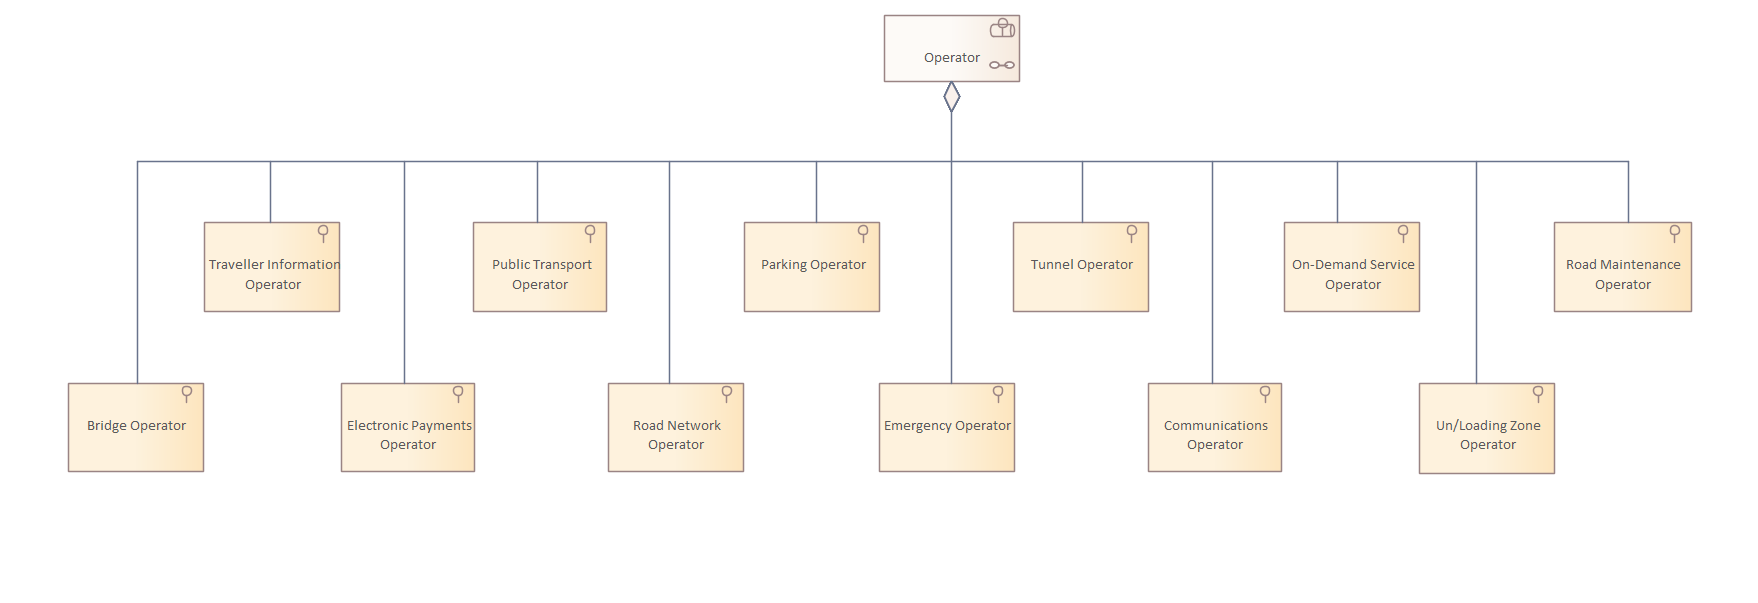 Operator
Traveller Information
Operator
Public Transport
Operator
Parking Operator
Tunnel Operator
On-Demand Service
Operator
Road Maintenance
Operator
Bridge Operator
Electronic Payments
Operator
Road Network
Operator
Emergency Operator
Communications
Operator
Un/Loading Zone
Operator